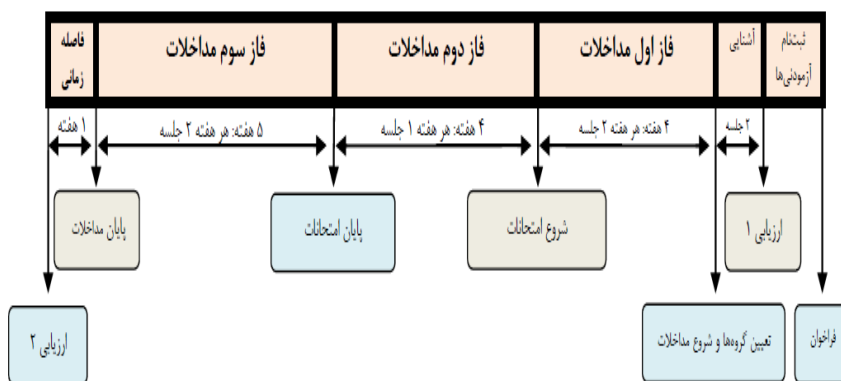 ثبتنام
آزمودنی‌ها
آشنایی
فاز اول مداخلات
فاز دوم مداخلات
فاز سوم مداخلات
فاصله
زمانی
۲ جلسه
۴ هفته: هر هفته ۲ جلسه
۴ هفته: هر هفته ۱ جلسه
۵ هفته: هر هفته ۲ جلسه
۱ هفته
ارزیابی ۱
شروع امتحانات
پایان امتحانات
پایان مداخلات
فراخوان
تعیین گروه‌ها و شروع مداخلات
ارزیابی ۲